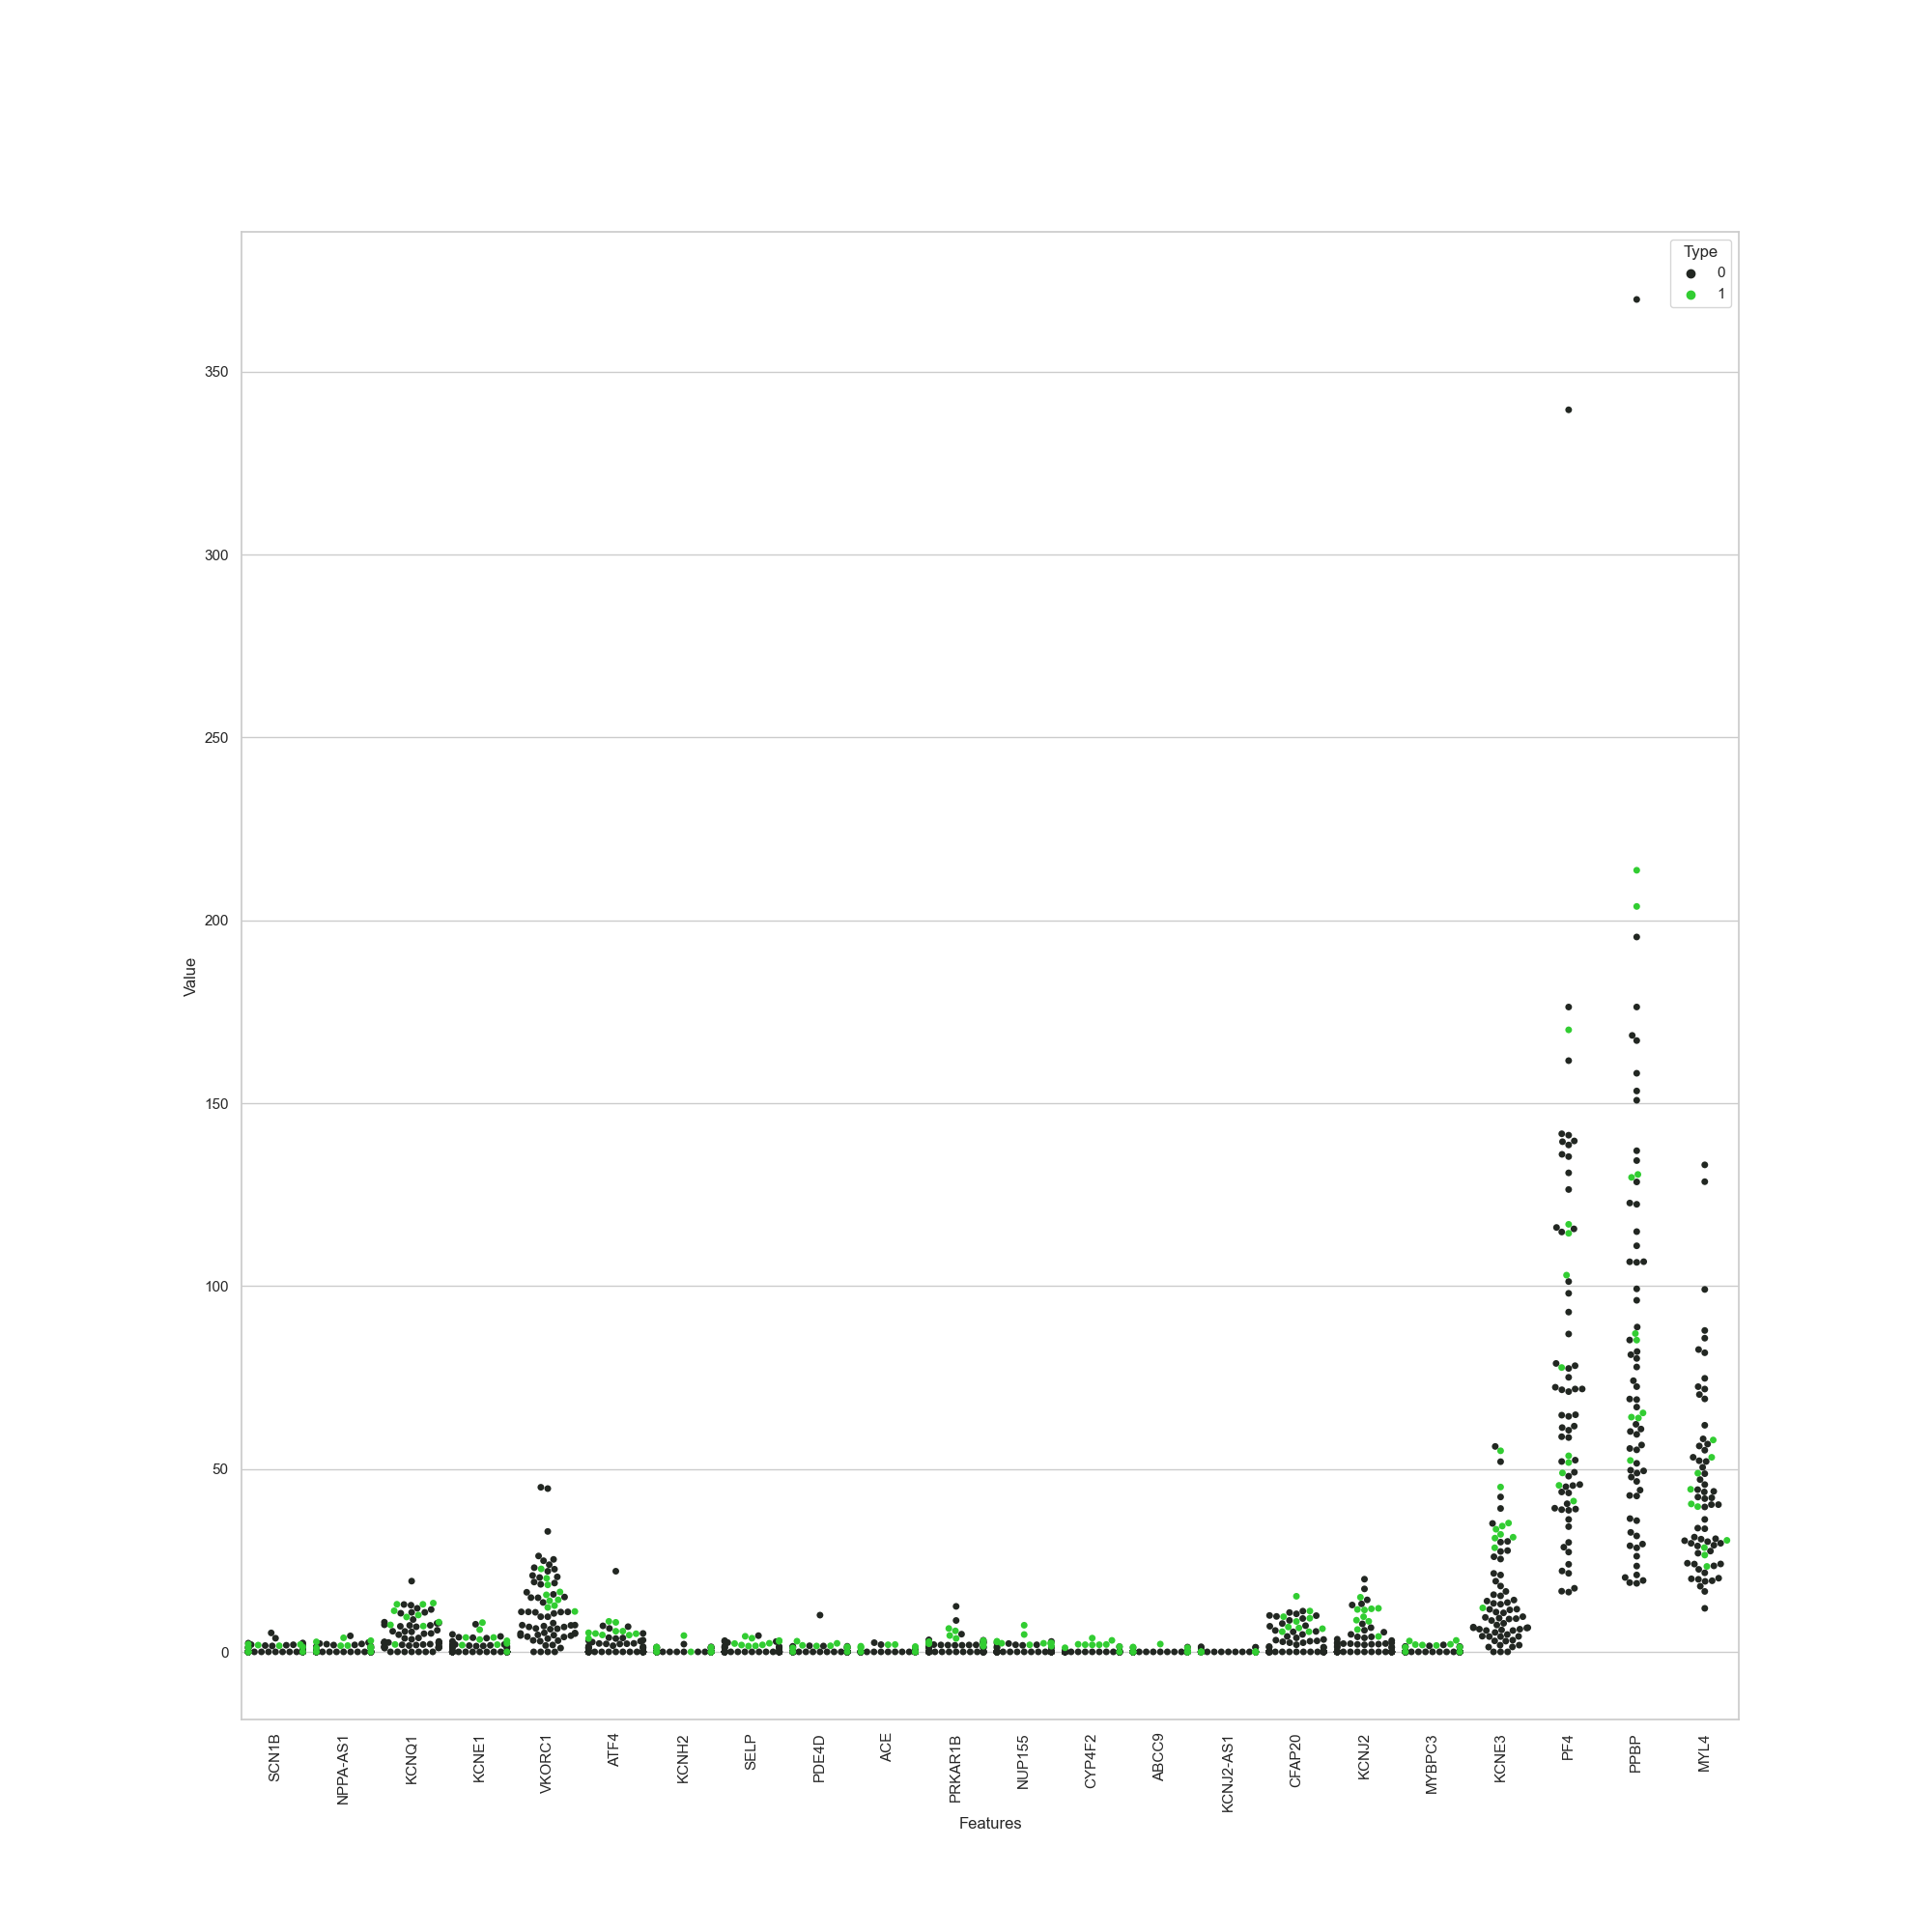 Type
0
1
350
300
250
200
150
100
50
0
Value
SCN1B
NPPA-AS1
KCNQ1
KCNE1
VKORC1
ATF4
KCNH2
SELP
PDE4D
ACE
PRKAR1B
NUP155
CYP4F2
ABCC9
KCNJ2-AS1
CFAP20
KCNJ2
MYBPC3
KCNE3
PF4
PPBP
MYL4
Features